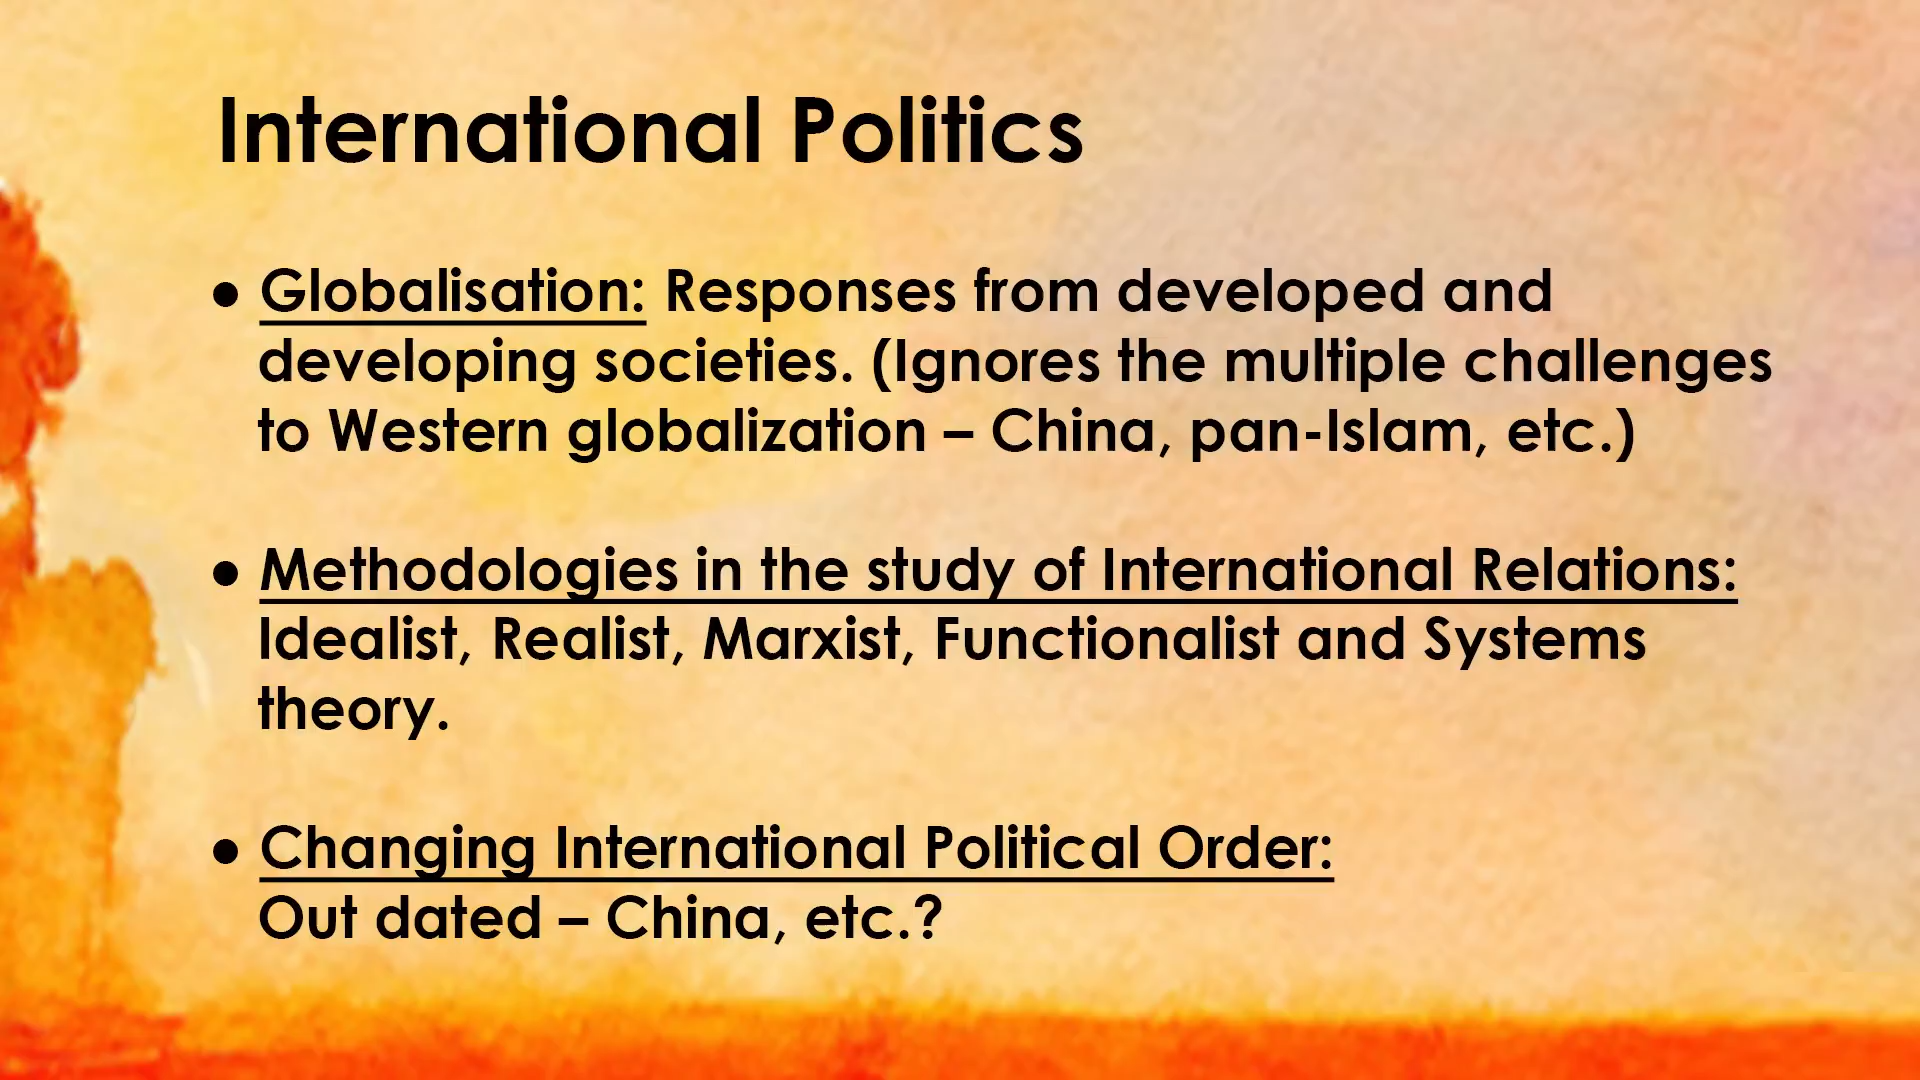 International Politics
● Globalisation: Responses from developed and
developing societies. (Ignores the multiple challenges
to Western globalization – China, pan-Islam, etc.)
● Methodologies in the study of International Relations:
Idealist, Realist, Marxist, Functionalist and Systems
theory.
● Changing International Political Order:
Out dated – China, etc.?